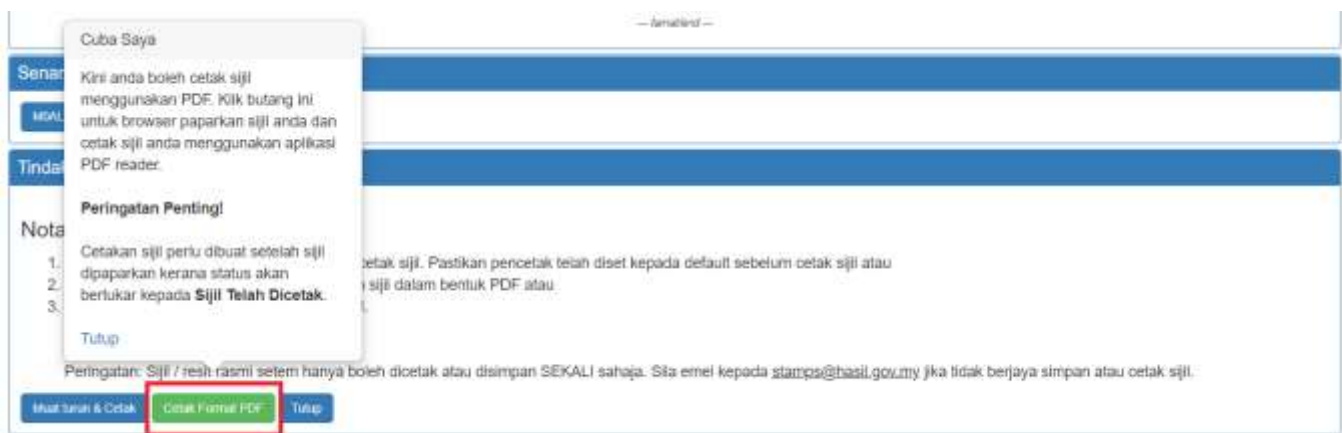 — tamat/end —
Cuba Saya
Senar
Kini anda boleh cetak sijil
menggunakan PDF. Klik butang ini
untuk browser paparkan sijil anda dan
cetak sijil anda menggunakan aplikasi
PDF reader.
Tindak
Peringatan Penting!
Nota
Cetakan sijil perlu dibuat setelah sijil
dipaparkan kerana status akan
bertukar kepada Sijil Telah Dicetak.
1. cetak sijil. Pastikan pencetak telah diset kepada default sebelum cetak sijil atau
2. sijil dalam bentuk PDF atau
3.
Tutup
Peringatan: Sijil / resit rasmi setem hanya boleh dicetak atau disimpan SEKALI sahaja. Sila emel kepada stamps@hasil.gov.my jika tidak berjaya simpan atau cetak sijil.
Muat turun & Cetak Cetak Format PDF Tutup